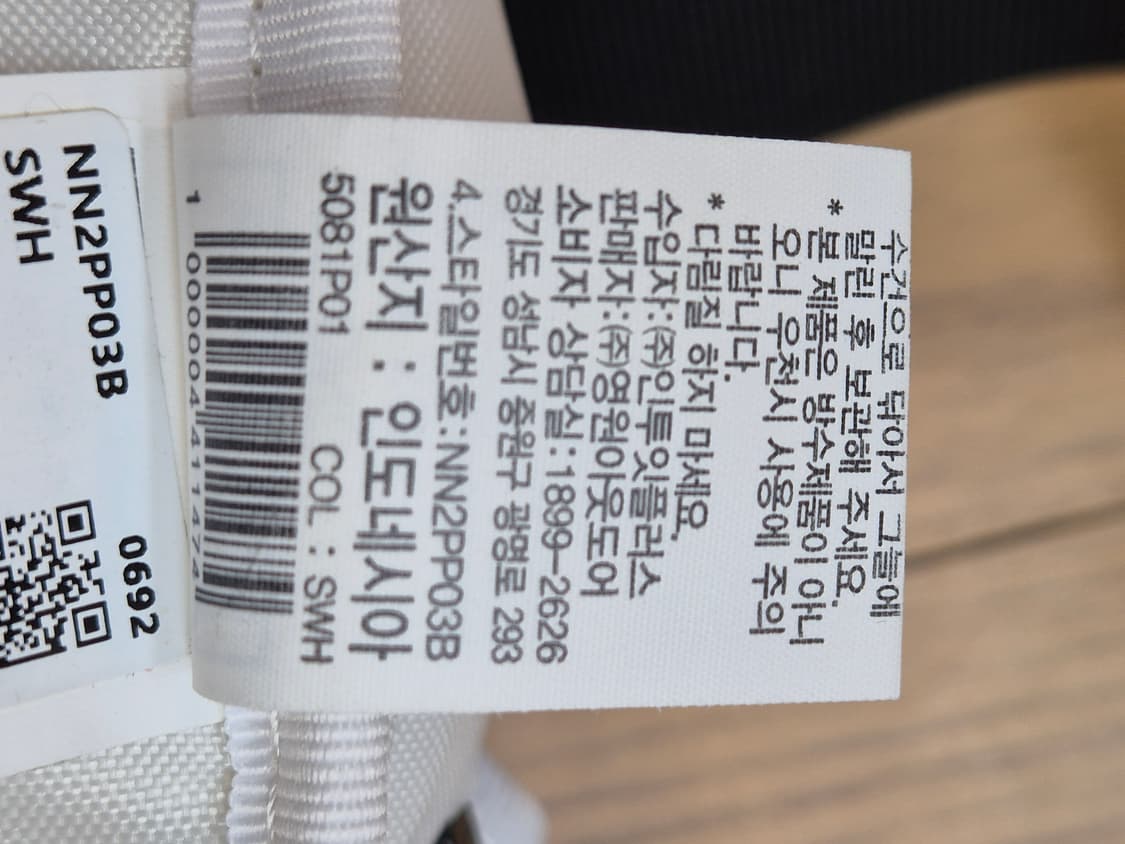 수건으로 닦아서 그늘에
말린 후 보관해 주세요.
* 본 제품은 방수제품이 아니
오니 우천시 사용에 주의
바랍니다.
* 다림질 하지 마세요.
수입자:(주)인투잇플러스
판매자:(주)영원아웃도어
소비자 상담실:1899-2626
경기도 성남시 중원구 광명로 293
4.스타일번호:NN2PP03B
원산지 : 인도네시아
5081P01 COL : SWH
1 00004 411474
0692
NN2PP03B
SWH